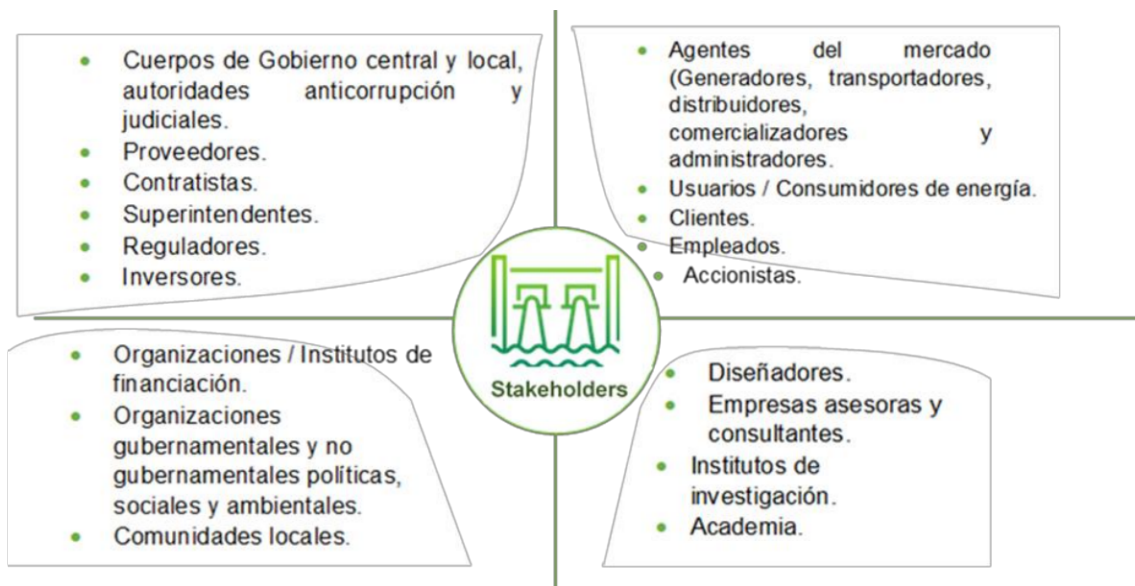 • Cuerpos de Gobierno central y local,
autoridades anticorrupción y
judiciales.
• Proveedores.
• Contratistas.
• Superintendentes.
• Reguladores.
• Inversores.
• Agentes del mercado
(Generadores, transportadores,
distribuidores,
comercializadores y
administradores.
• Usuarios / Consumidores de energía.
• Clientes.
• Empleados.
• Accionistas.
Stakeholders
• Organizaciones / Institutos de
financiación.
• Organizaciones
gubernamentales y no
gubernamentales políticas,
sociales y ambientales.
• Comunidades locales.
• Diseñadores.
• Empresas asesoras y
consultantes.
• Institutos de
investigación.
• Academia.